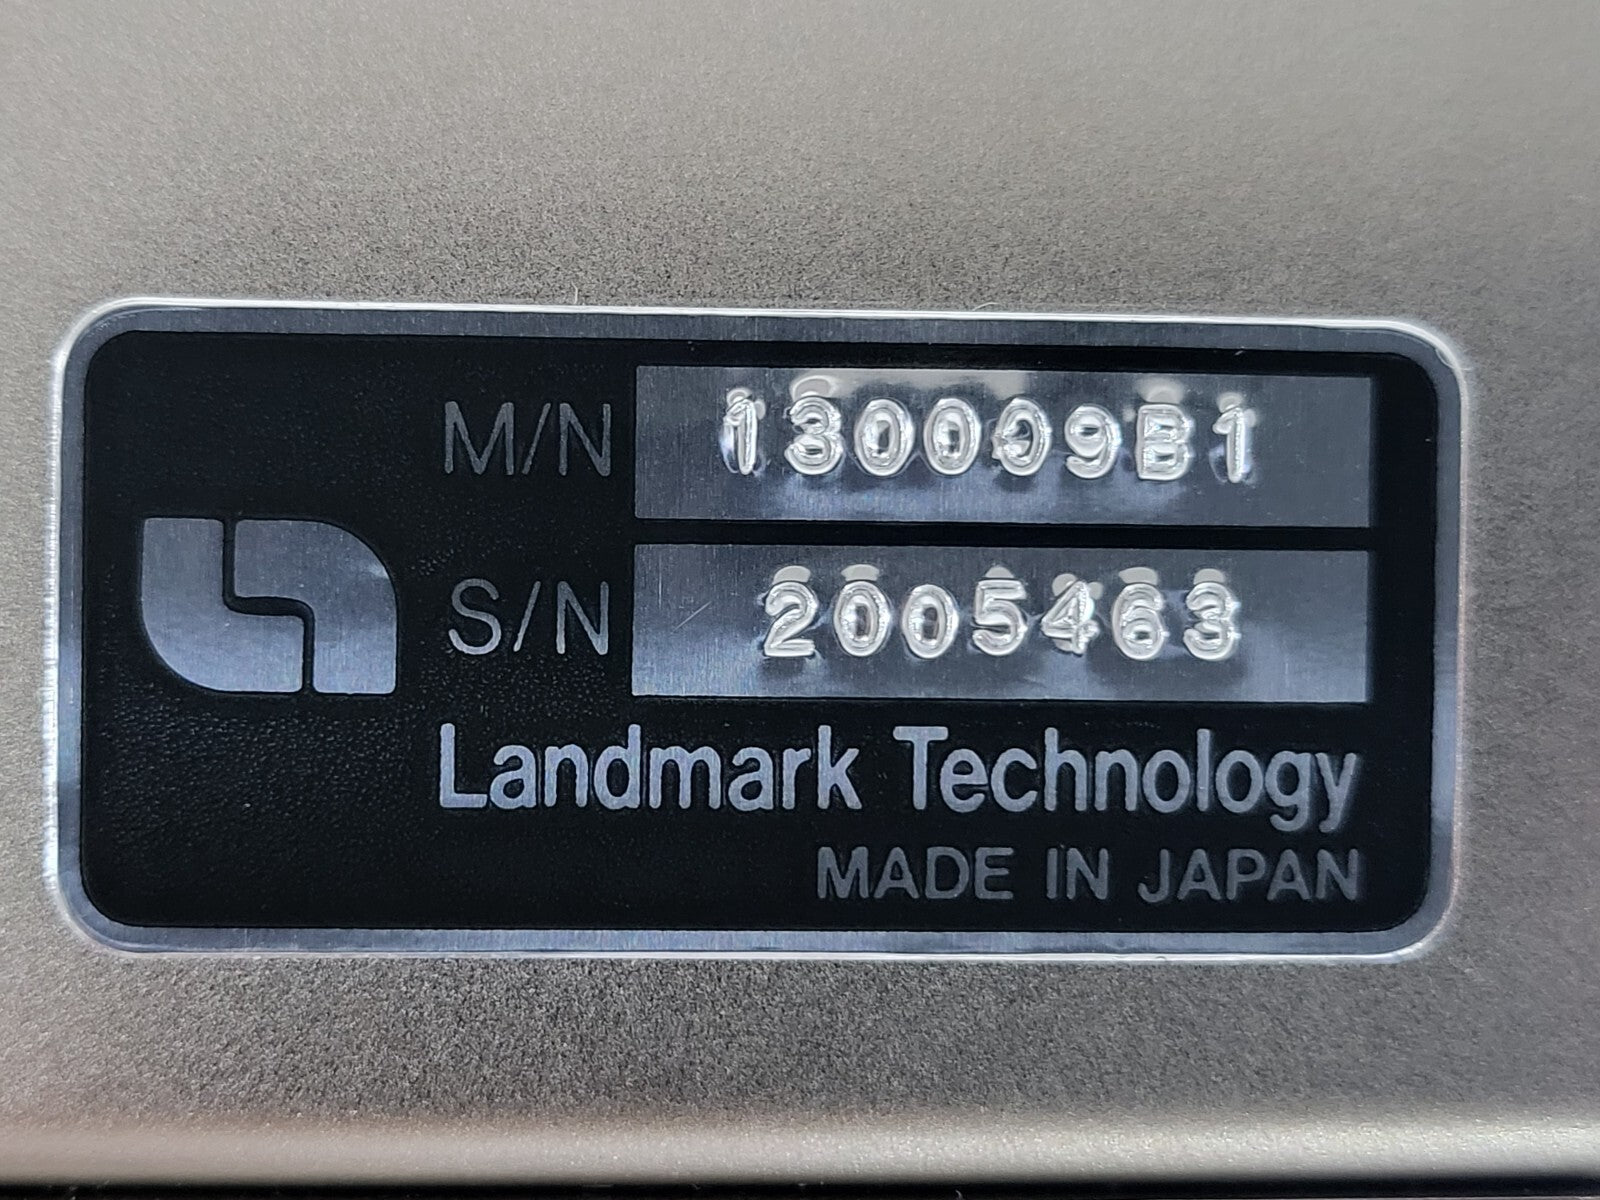 M/N 130009B1
S/N 2005463
Landmark Technology
MADE IN JAPAN